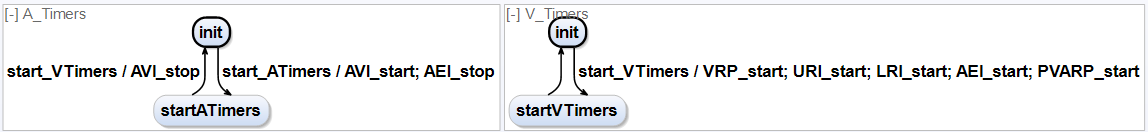 [-] A_Timers
init
start_VTimers / AVI_stop
start_ATimers / AVI_start; AEI_stop
startATimers
[-] V_Timers
init
start_VTimers / VRP_start; URI_start; LRI_start; AEI_start; PVARP_start
startVTimers